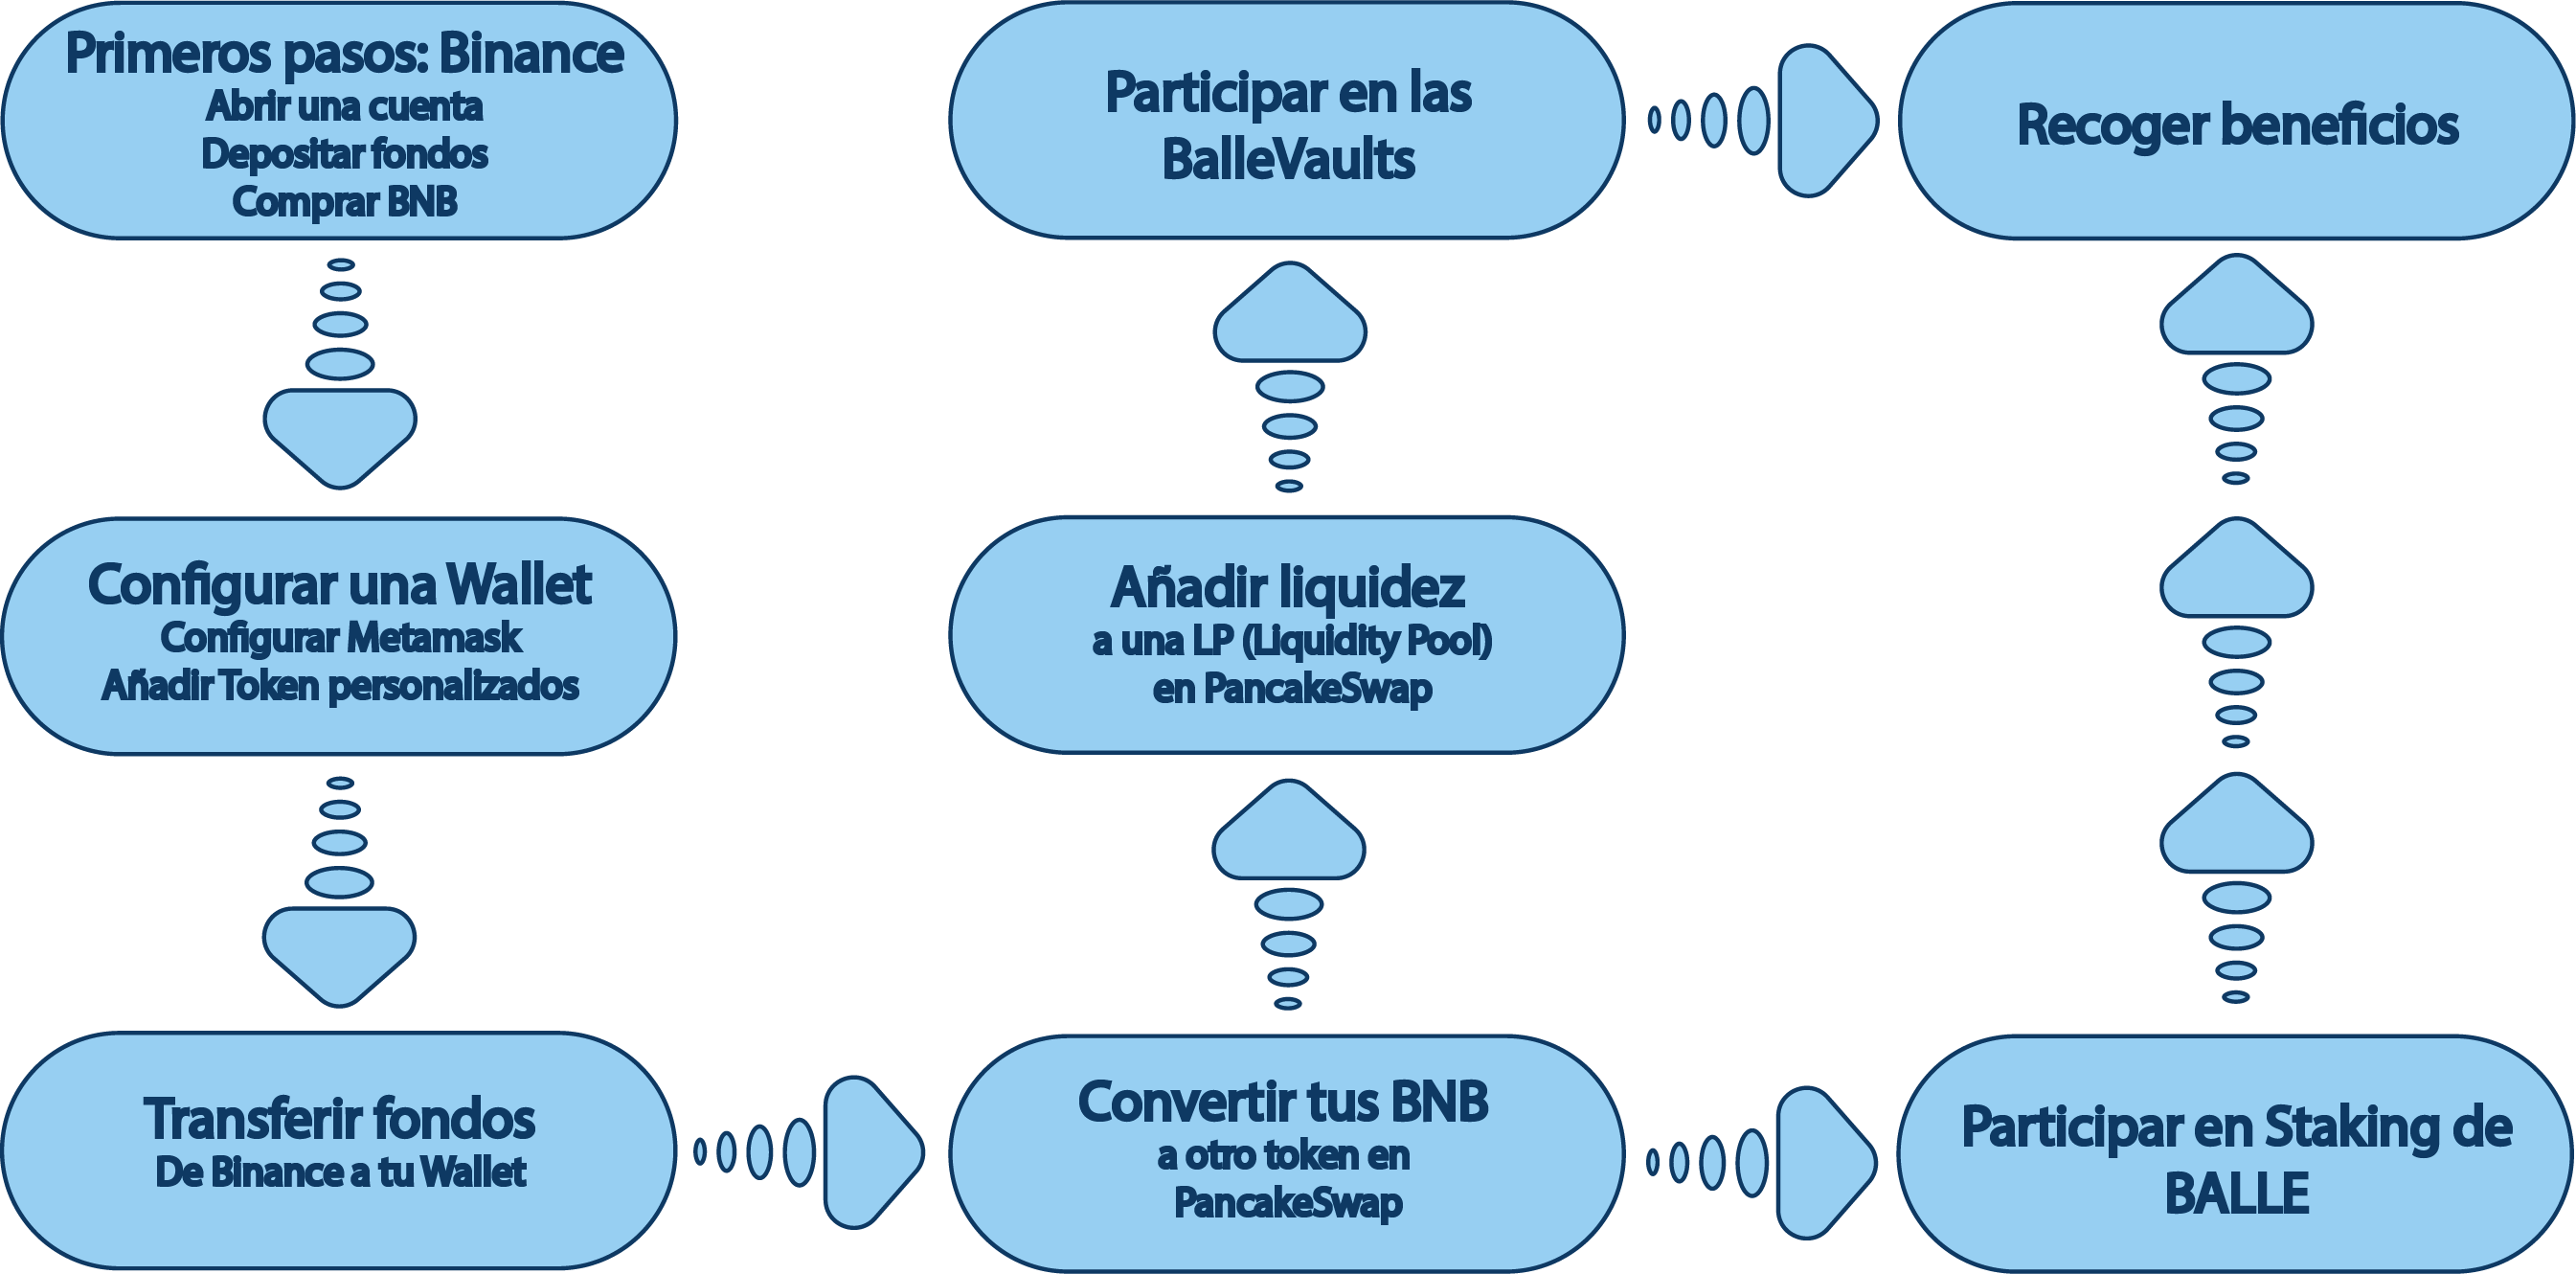 Primeros pasos: Binance
Abrir una cuenta
Depositar fondos
Comprar BNB
Configurar una Wallet
Configurar Metamask
Añadir Token personalizados
Transferir fondos
De Binance a tu Wallet
Convertir tus BNB
a otro token en
PancakeSwap
Añadir liquidez
a una LP (Liquidity Pool)
en PancakeSwap
Participar en las
BalleVaults
Participar en Staking de
BALLE
Recoger beneficios